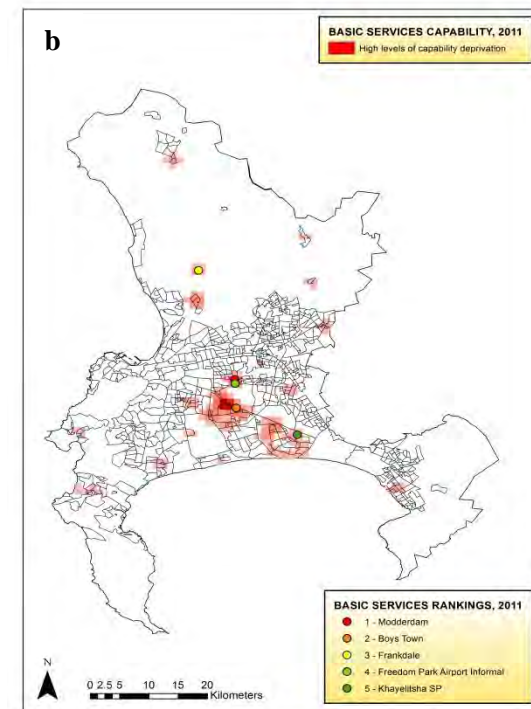 b
BASIC SERVICES CAPABILITY, 2011
High levels of capability deprivation
BASIC SERVICES RANKINGS, 2011
1 - Modderdam
2 - Boys Town
3 - Frankdale
4 - Freedom Park Airport Informal
5 - Khayelitsha SP
N
0 2.5 5 10 15 20
Kilometers